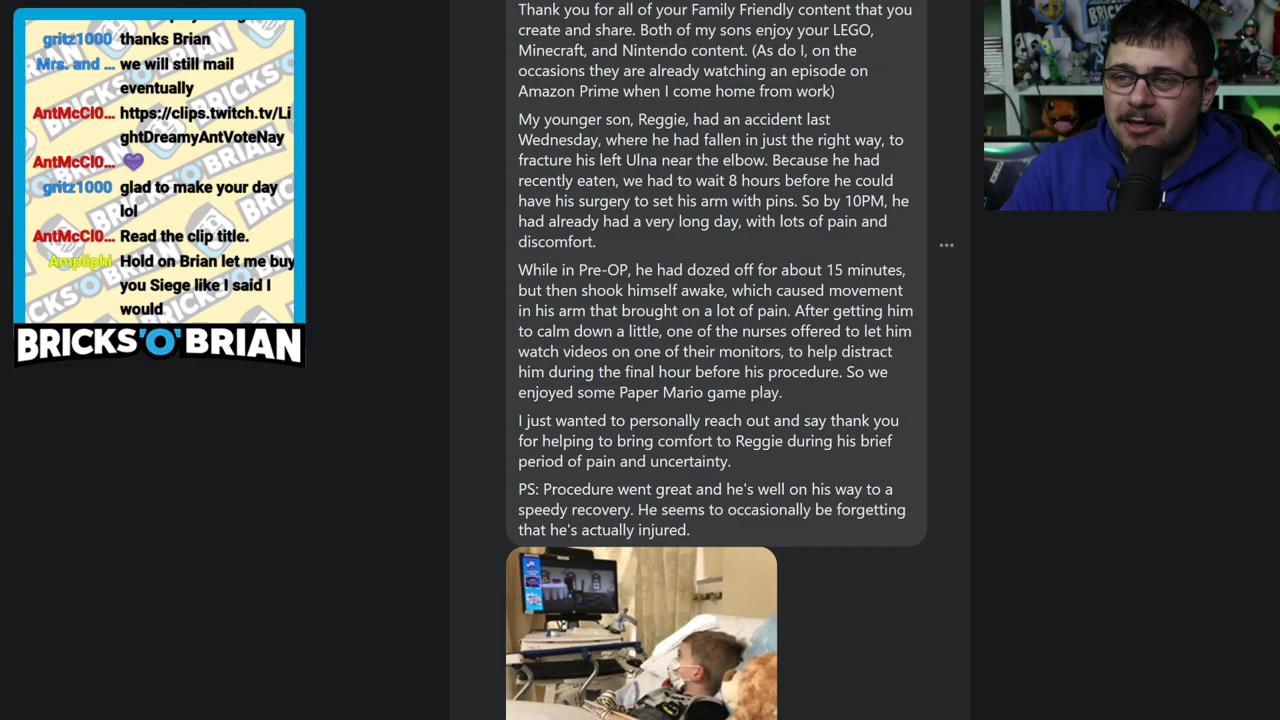 gritz1000 thanks Brian
Mrs. and ... we will still mail
eventually
AntMcCl0... https://clips.twitch.tv/Li
ghtDreamyAntVoteNay
AntMcCl0... 💜
gritz1000 glad to make your day
lol
AntMcCl0... Read the clip title.
Ampliphi Hold on Brian let me buy
you Siege like I said I
would
BRICKS'O'BRIAN
Thank you for all of your Family Friendly content that you
create and share. Both of my sons enjoy your LEGO,
Minecraft, and Nintendo content. (As do I, on the
occasions they are already watching an episode on
Amazon Prime when I come home from work)
My younger son, Reggie, had an accident last
Wednesday, where he had fallen in just the right way, to
fracture his left Ulna near the elbow. Because he had
recently eaten, we had to wait 8 hours before he could
have his surgery to set his arm with pins. So by 10PM, he
had already had a very long day, with lots of pain and
discomfort.
While in Pre-OP, he had dozed off for about 15 minutes,
but then shook himself awake, which caused movement
in his arm that brought on a lot of pain. After getting him
to calm down a little, one of the nurses offered to let him
watch videos on one of their monitors, to help distract
him during the final hour before his procedure. So we
enjoyed some Paper Mario game play.
I just wanted to personally reach out and say thank you
for helping to bring comfort to Reggie during his brief
period of pain and uncertainty.
PS: Procedure went great and he's well on his way to a
speedy recovery. He seems to occasionally be forgetting
that he's actually injured.